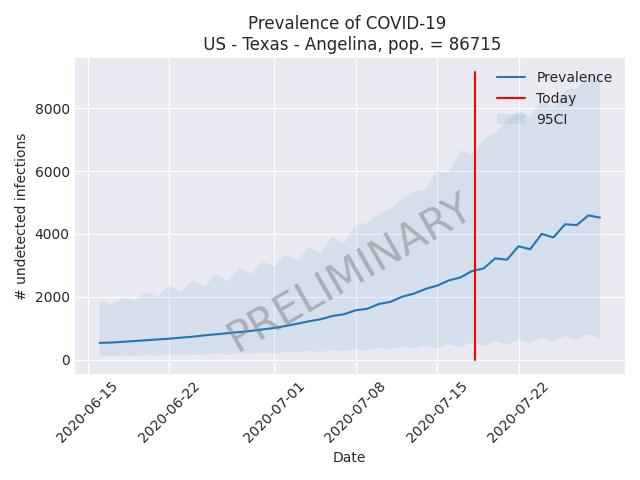 Prevalence of COVID-19
US - Texas - Angelina, pop. = 86715
Prevalence
Today
95CI
# undetected infections
8000
6000
4000
2000
0
PRELIMINARY
2020-06-15
2020-06-22
2020-07-01
2020-07-08
2020-07-15
2020-07-22
Date